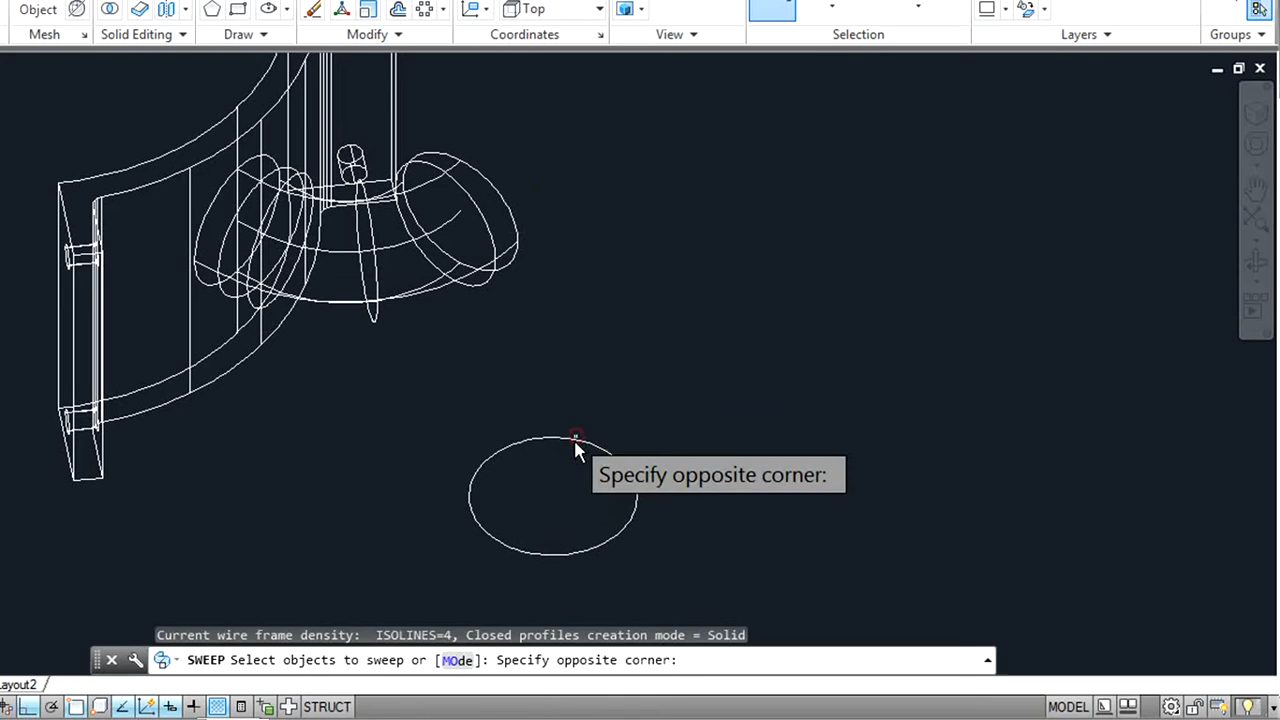 Object
Top
Mesh
Solid Editing
Draw
Modify
Coordinates
View
Selection
Layers
Groups
Specify opposite corner:
Current wire frame density:  ISOLINES=4, Closed profiles creation mode = Solid
SWEEP Select objects to sweep or [MOde]: Specify opposite corner:
ayout2
MODEL
STRUCT